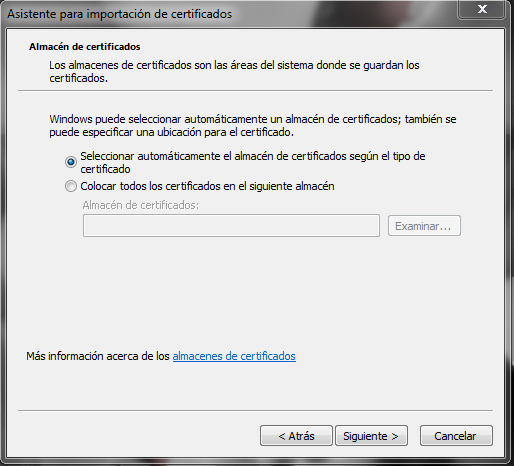 Asistente para importación de certificados
Almacén de certificados
Los almacenes de certificados son las áreas del sistema donde se guardan los
certificados.
Windows puede seleccionar automáticamente un almacén de certificados; también se
puede especificar una ubicación para el certificado.
Seleccionar automáticamente el almacén de certificados según el tipo de
certificado
Colocar todos los certificados en el siguiente almacén
Almacén de certificados:
Examinar...
Más información acerca de los almacenes de certificados
< Atrás
Siguiente >
Cancelar